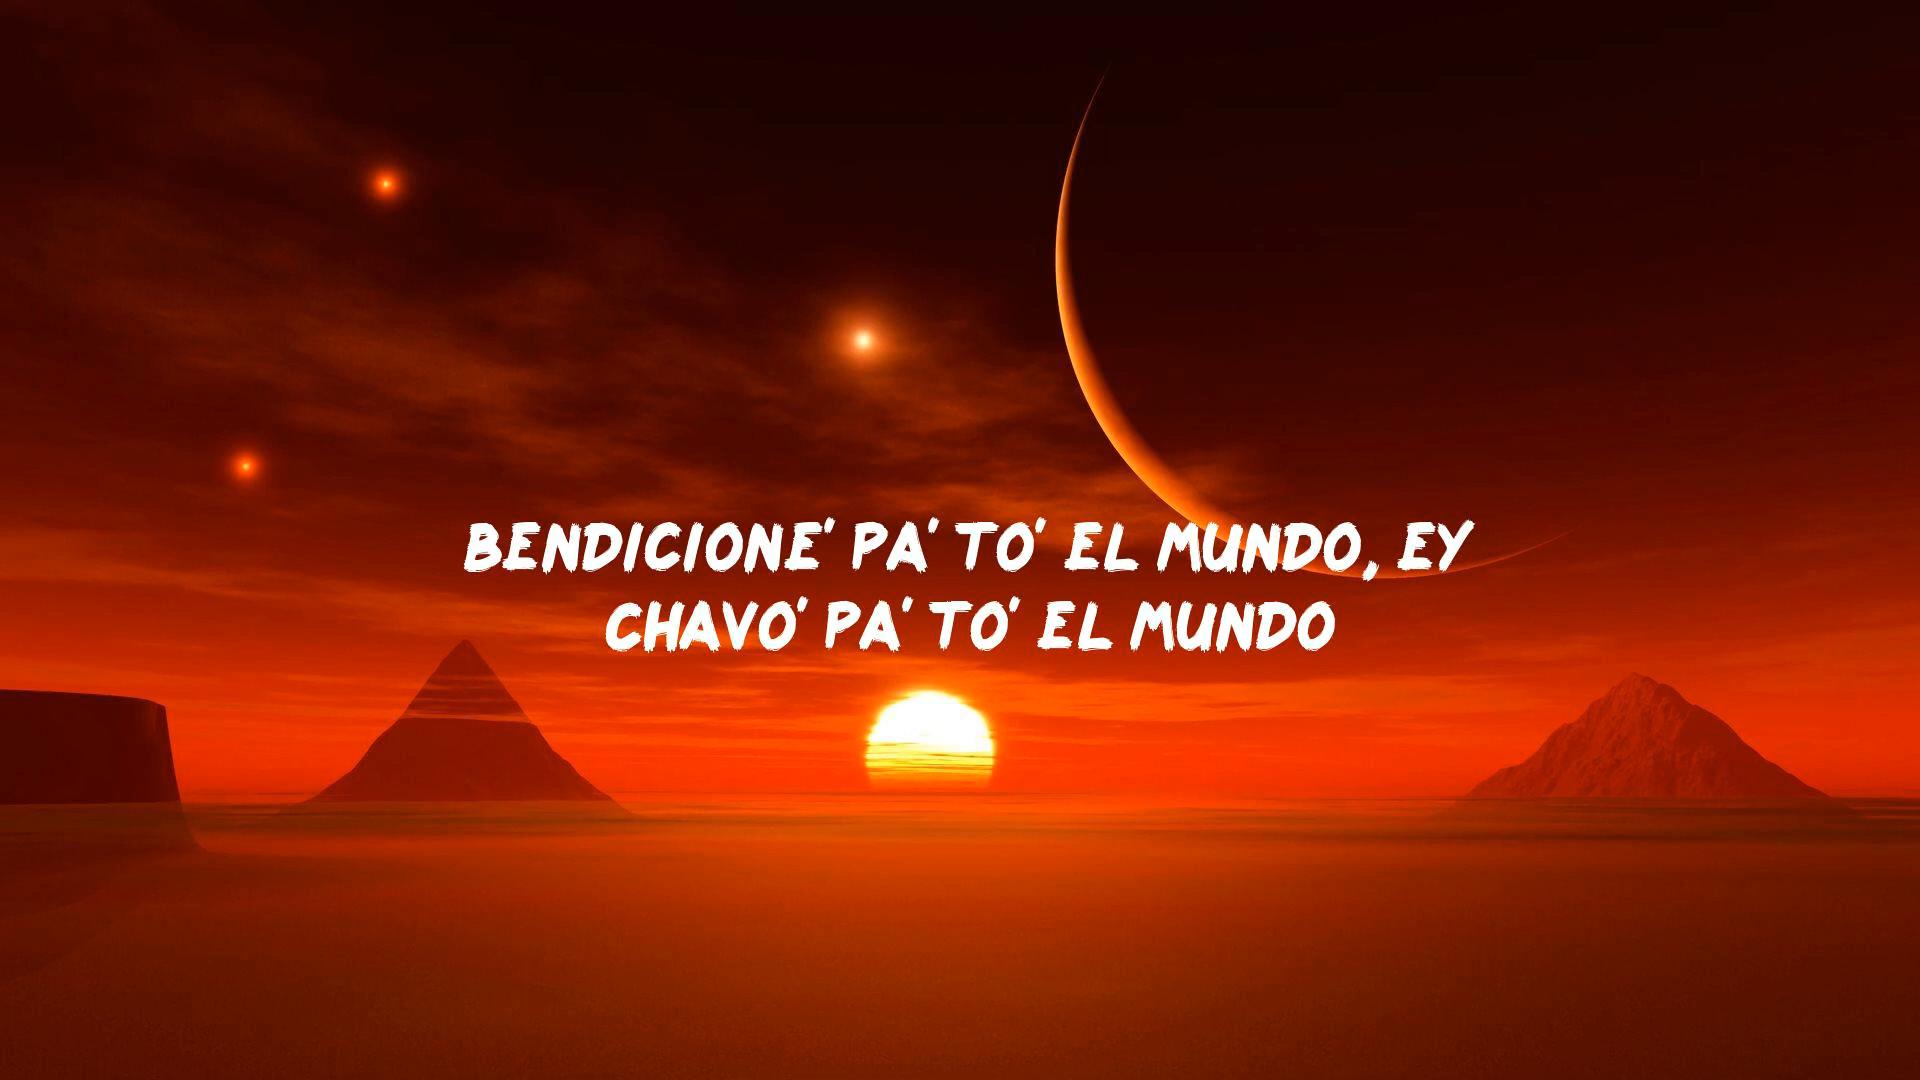 BENDICIONE' PA' TO' EL MUNDO, EY
CHAVO' PA' TO' EL MUNDO